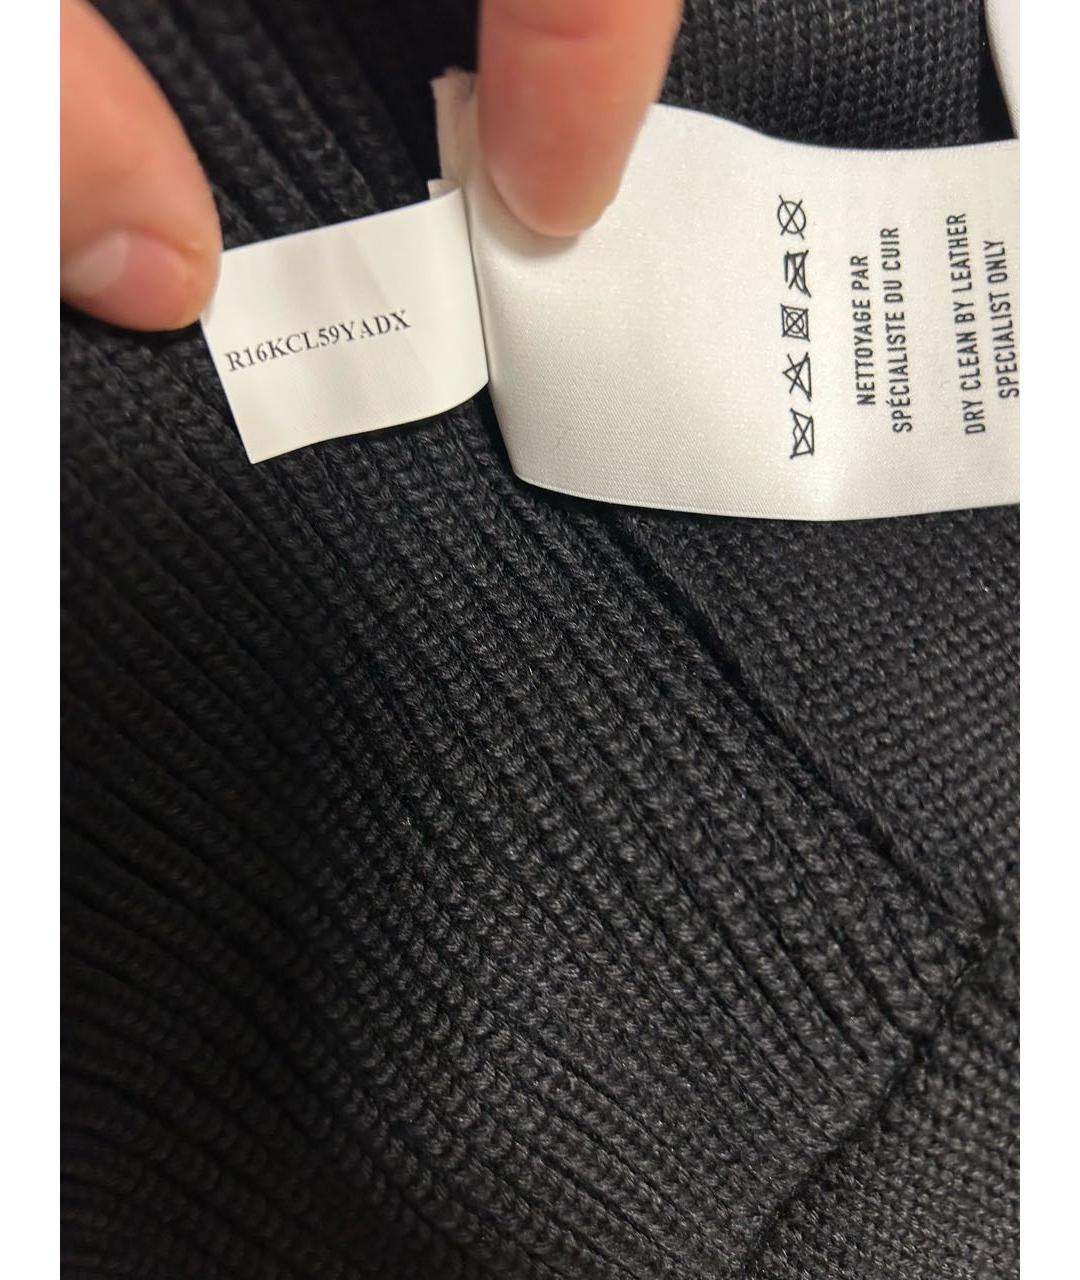 R16KCL59YADX
NETTOYAGE PAR
SPÉCIALISTE DU CUIR
DRY CLEAN BY LEATHER
SPECIALIST ONLY